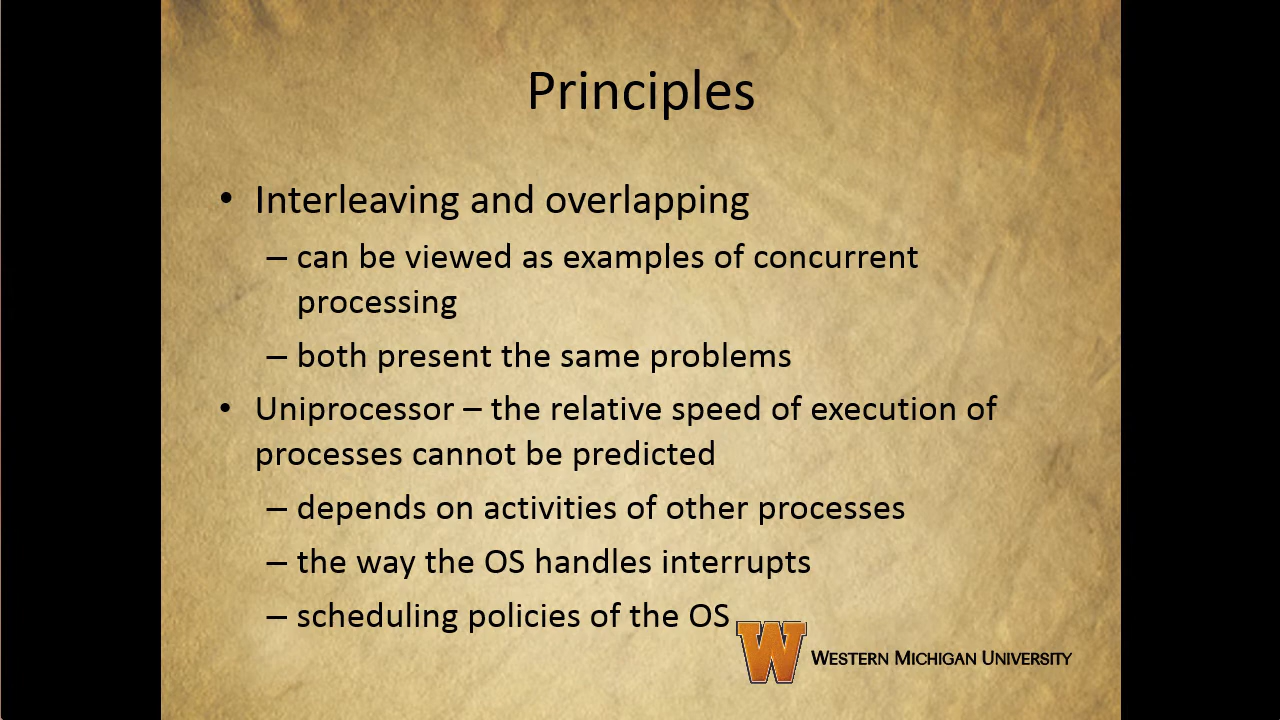 Principles
• Interleaving and overlapping
– can be viewed as examples of concurrent
processing
– both present the same problems
• Uniprocessor – the relative speed of execution of
processes cannot be predicted
– depends on activities of other processes
– the way the OS handles interrupts
– scheduling policies of the OS
W WESTERN MICHIGAN UNIVERSITY